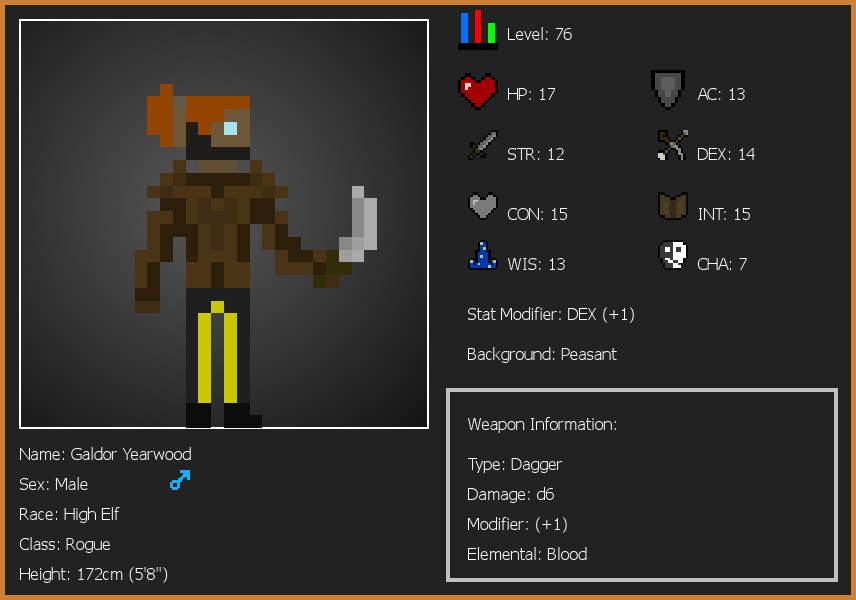 Level: 76
HP: 17
AC: 13
STR: 12
DEX: 14
CON: 15
INT: 15
WIS: 13
CHA: 7
Stat Modifier: DEX (+1)
Background: Peasant
Weapon Information:
Type: Dagger
Damage: d6
Modifier: (+1)
Elemental: Blood
Name: Galdor Yearwood
Sex: Male
Race: High Elf
Class: Rogue
Height: 172cm (5'8")